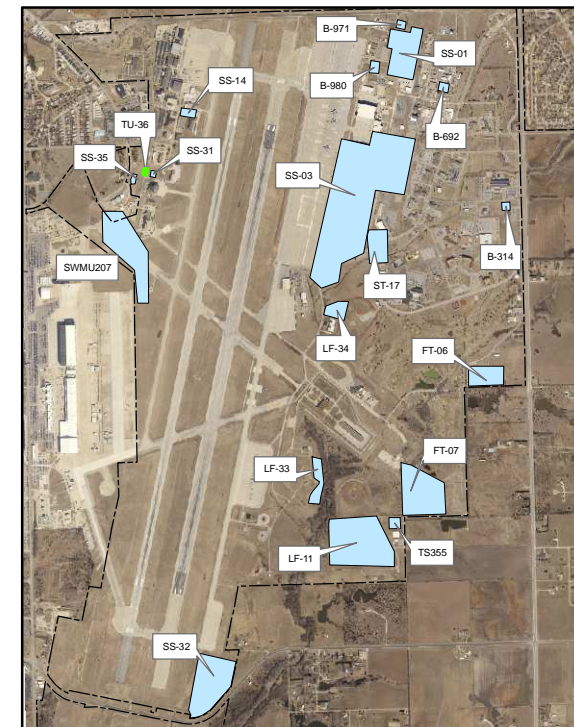 B-971
SS-01
SS-14
B-980
B-692
TU-36
SS-35
SS-31
SS-03
SWMU207
B-314
ST-17
LF-34
FT-06
LF-33
FT-07
TS355
LF-11
SS-32